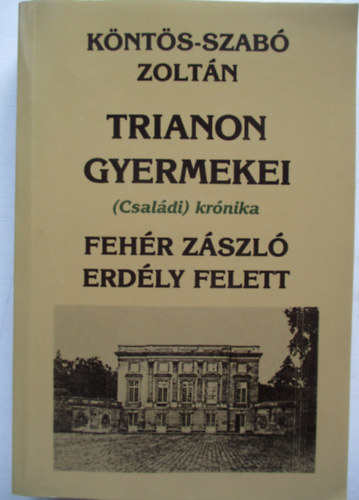 KÖNTÖS-SZABÓ
ZOLTÁN
TRIANON
GYERMEKEI
(Családi) krónika
FEHÉR ZÁSZLÓ
ERDÉLY FELETT